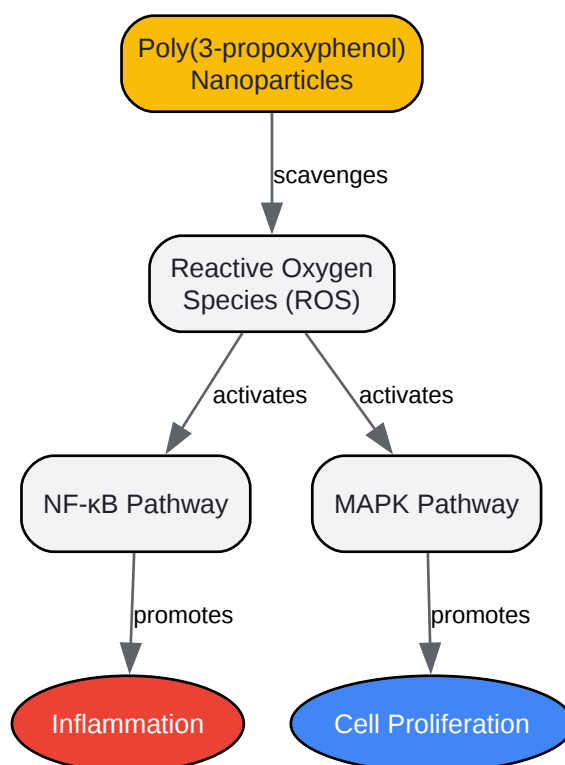 Poly(3-propoxyphenol)
Nanoparticles
scavenges
Reactive Oxygen
Species (ROS)
activates
activates
NF-κB Pathway
MAPK Pathway
promotes
promotes
Inflammation
Cell Proliferation